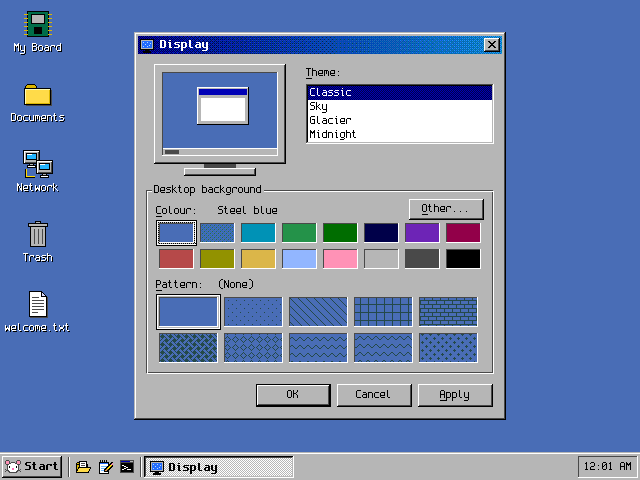 My Board
Documents
Network
Trash
welcome.txt
Display
Theme:
Classic
Sky
Glacier
Midnight
Desktop background
Colour: Steel blue
Other...
Pattern: (None)
OK
Cancel
Apply
Start
Display
12:01 AM